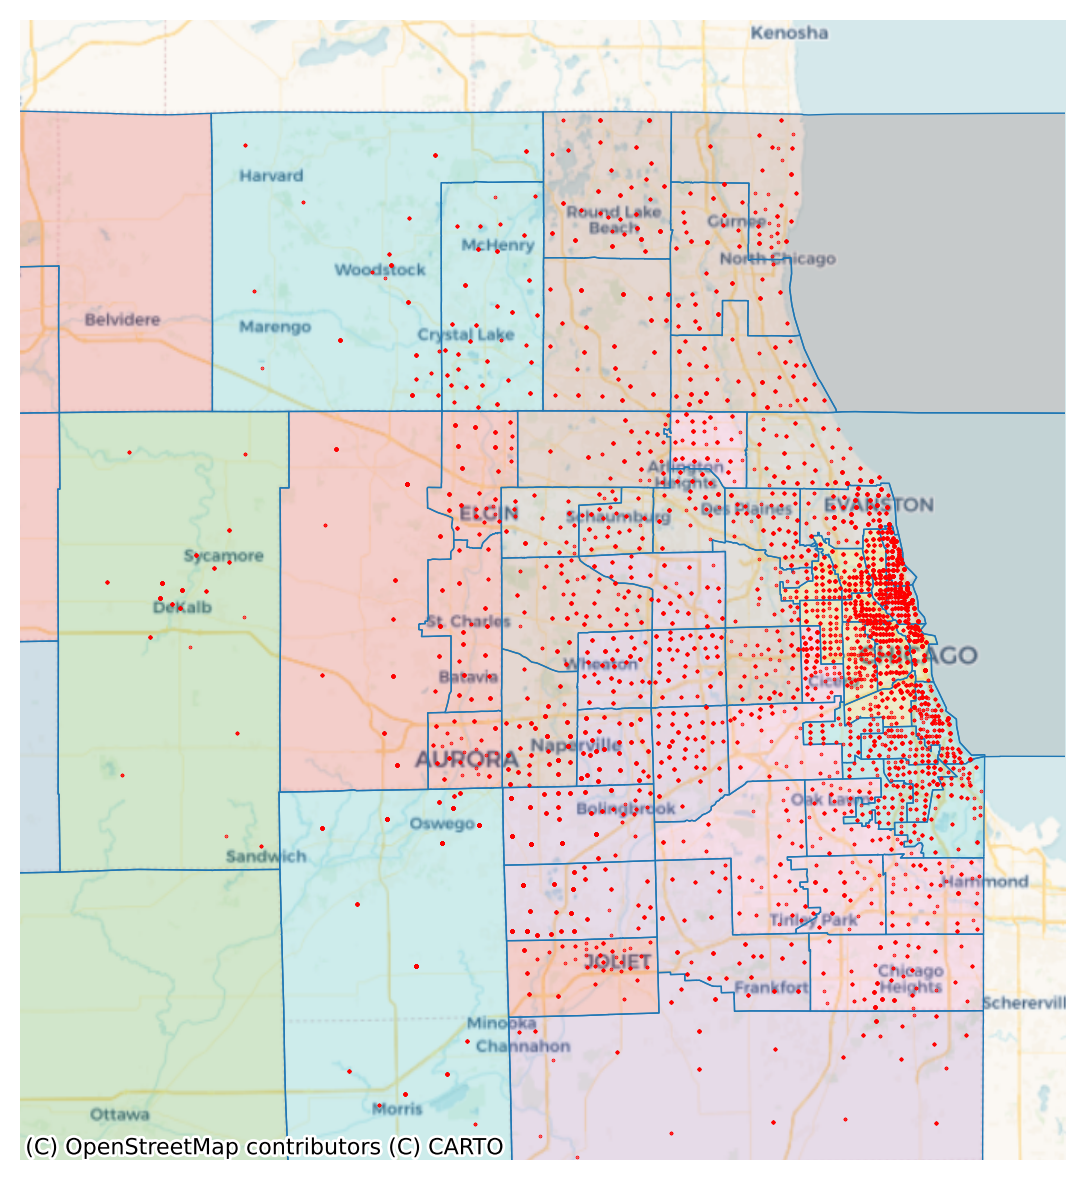 Kenosha
Harvard
Round Lake
Beach
Gurnee
McHenry
North Chicago
Woodstock
Belvidere
Marengo
Crystal Lake
Arlington
Heights
ELGIN
Schaumburg
Des Plaines
EVANSTON
Sycamore
DeKalb
St. Charles
Wheaton
CHICAGO
Batavia
Cicero
AURORA
Naperville
Oswego
Bolingbrook
Oak Lawn
Sandwich
Hammond
Tinley Park
JOLIET
Chicago
Heights
Frankfort
Scherervill
Minooka
Channahon
Ottawa
Morris
(C) OpenStreetMap contributors (C) CARTO